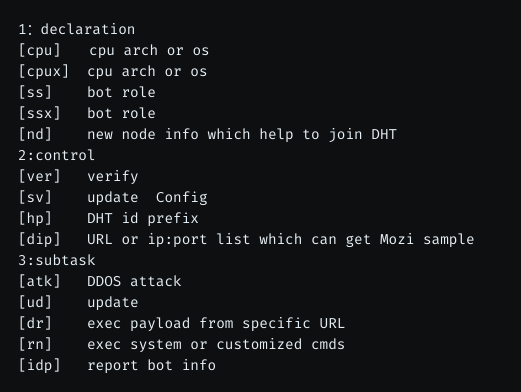 1: declaration
[cpu]   cpu arch or os
[cpux]  cpu arch or os
[ss]    bot role
[ssx]   bot role
[nd]    new node info which help to join DHT
2:control
[ver]   verify
[sv]    update  Config
[hp]    DHT id prefix
[dip]   URL or ip:port list which can get Mozi sample
3:subtask
[atk]   DDOS attack
[ud]    update
[dr]    exec payload from specific URL
[rn]    exec system or customized cmds
[idp]   report bot info